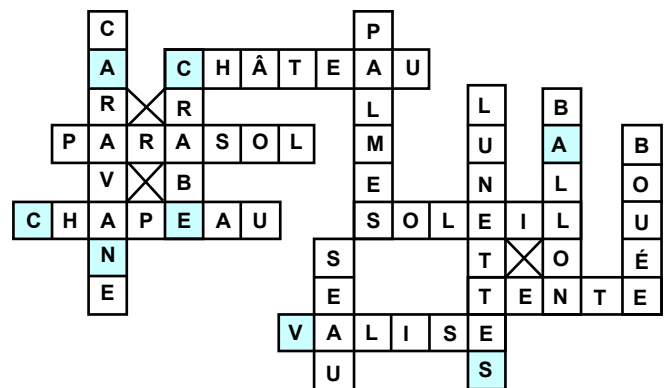 CARAVANE
CHÂTEAU
CRABE
PALMES
PARASOL
CHAPEAU
LUNETTES
BALLON
BOUÉE
SOLEIL
SEAU
TENTE
VALISE